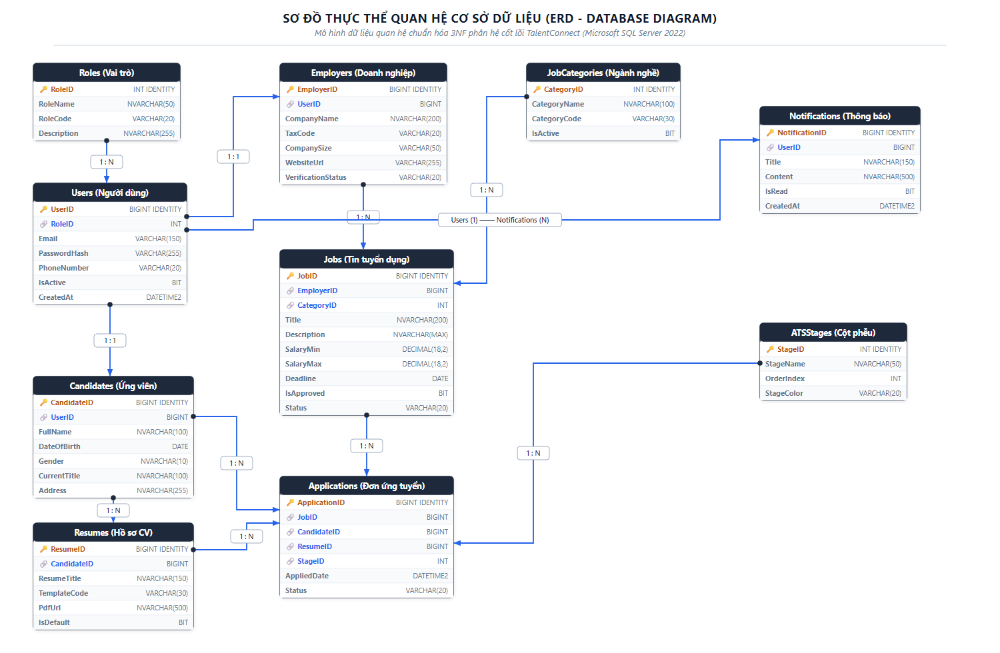 SƠ ĐỒ THỰC THỂ QUAN HỆ CƠ SỞ DỮ LIỆU (ERD - DATABASE DIAGRAM)
Mô hình dữ liệu quan hệ chuẩn hóa 3NF phân hệ cốt lõi TalentConnect (Microsoft SQL Server 2022)
Roles (Vai trò)
RoleID INT IDENTITY
RoleName NVARCHAR(50)
RoleCode VARCHAR(20)
Description NVARCHAR(255)
1 : N
Users (Người dùng)
UserID BIGINT IDENTITY
RoleID INT
Email VARCHAR(150)
PasswordHash VARCHAR(255)
PhoneNumber VARCHAR(20)
IsActive BIT
CreatedAt DATETIME2
1 : 1
Candidates (Ứng viên)
CandidateID BIGINT IDENTITY
UserID BIGINT
FullName NVARCHAR(100)
DateOfBirth DATE
Gender NVARCHAR(10)
CurrentTitle NVARCHAR(100)
Address NVARCHAR(255)
1 : N
Resumes (Hồ sơ CV)
ResumeID BIGINT IDENTITY
CandidateID BIGINT
ResumeTitle NVARCHAR(150)
TemplateCode VARCHAR(30)
PdfUrl NVARCHAR(500)
IsDefault BIT
1 : 1
1 : N
1 : N
Employers (Doanh nghiệp)
EmployerID BIGINT IDENTITY
UserID BIGINT
CompanyName NVARCHAR(200)
TaxCode VARCHAR(20)
CompanySize VARCHAR(50)
WebsiteUrl VARCHAR(255)
VerificationStatus VARCHAR(20)
1 : N
Jobs (Tin tuyển dụng)
JobID BIGINT IDENTITY
EmployerID BIGINT
CategoryID INT
Title NVARCHAR(200)
Description NVARCHAR(MAX)
SalaryMin DECIMAL(18,2)
SalaryMax DECIMAL(18,2)
Deadline DATE
IsApproved BIT
Status VARCHAR(20)
1 : N
Applications (Đơn ứng tuyển)
ApplicationID BIGINT IDENTITY
JobID BIGINT
CandidateID BIGINT
ResumeID BIGINT
StageID INT
AppliedDate DATETIME2
Status VARCHAR(20)
JobCategories (Ngành nghề)
CategoryID INT IDENTITY
CategoryName NVARCHAR(100)
CategoryCode VARCHAR(30)
IsActive BIT
1 : N
Users (1) —— Notifications (N)
1 : N
Notifications (Thông báo)
NotificationID BIGINT IDENTITY
UserID BIGINT
Title NVARCHAR(150)
Content NVARCHAR(500)
IsRead BIT
CreatedAt DATETIME2
ATSStages (Cột phễu)
StageID INT IDENTITY
StageName NVARCHAR(50)
OrderIndex INT
StageColor VARCHAR(20)